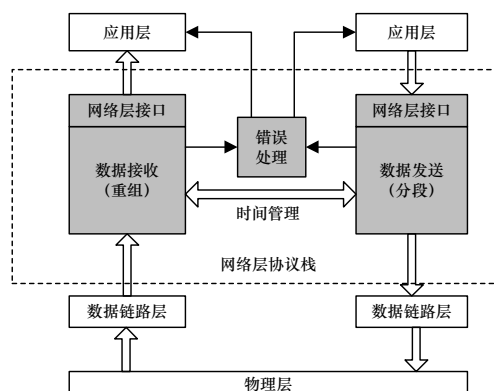 应用层
应用层
网络层接口
网络层接口
错误
处理
数据接收
（重组）
数据发送
（分段）
时间管理
网络层协议栈
数据链路层
数据链路层
物理层